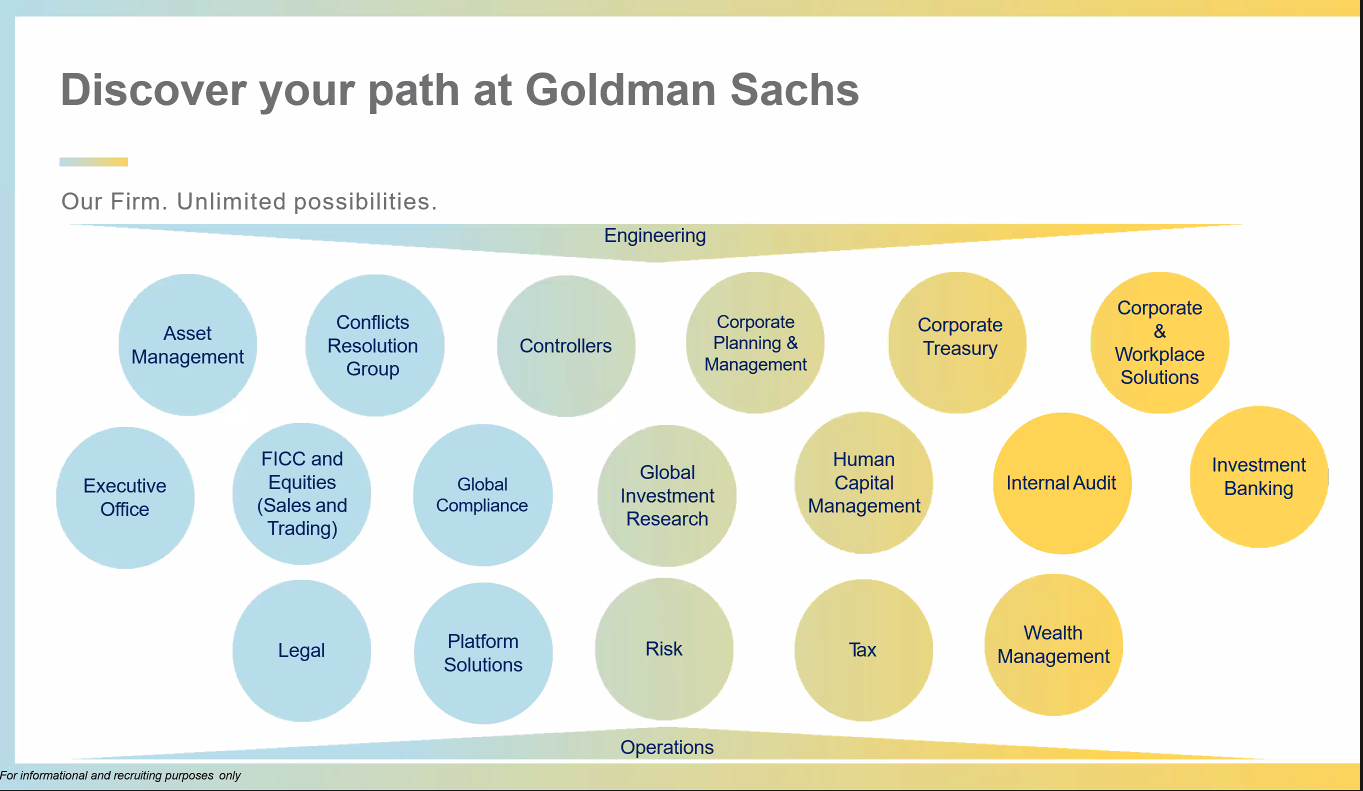 Discover your path at Goldman Sachs
Our Firm. Unlimited possibilities.
Engineering
Asset
Management
Conflicts
Resolution
Group
Controllers
Corporate
Planning &
Management
Corporate
Treasury
Corporate
&
Workplace
Solutions
Executive
Office
FICC and
Equities
(Sales and
Trading)
Global
Compliance
Global
Investment
Research
Human
Capital
Management
Internal Audit
Investment
Banking
Legal
Platform
Solutions
Risk
Tax
Wealth
Management
Operations
For informational and recruiting purposes only